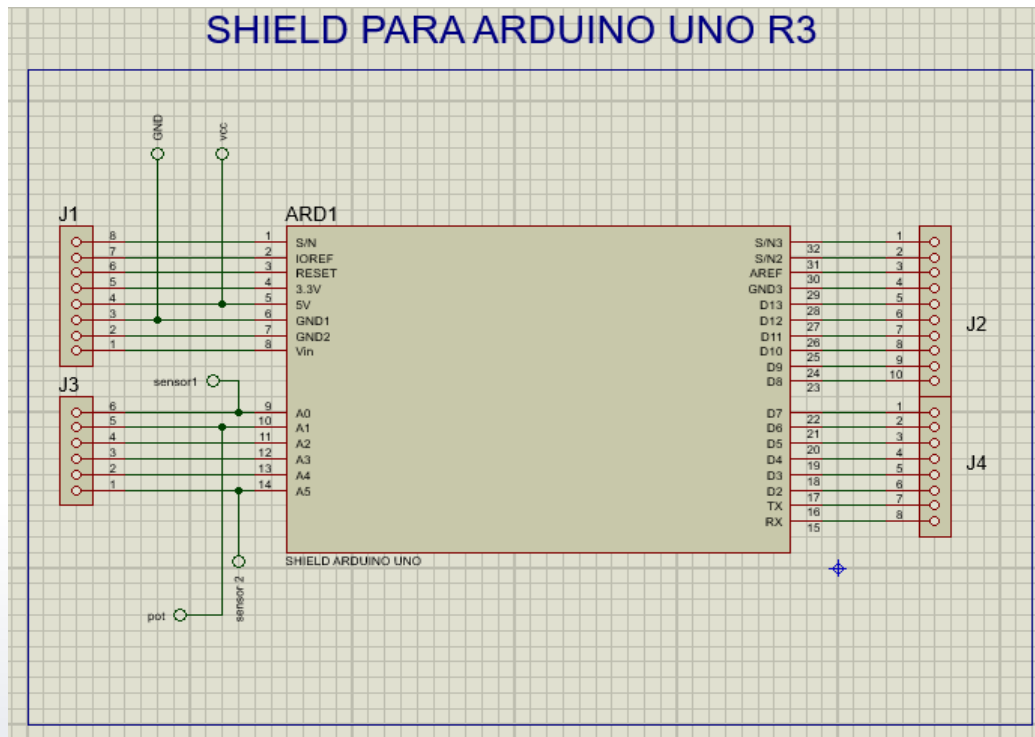 SHIELD PARA ARDUINO UNO R3
GND
vcc
J1
ARD1
8 1 S/N
7 2 IOREF
6 3 RESET
5 4 3.3V
4 5 5V
3 6 GND1
2 7 GND2
1 8 Vin
S/N3 32 1
S/N2 31 2
AREF 30 3
GND3 29 4
D13 28 5
D12 27 6
D11 26 7
D10 25 8
D9 24 9
D8 23 10
J2
sensor1
J3
6 9 A0
5 10 A1
4 11 A2
3 12 A3
2 13 A4
1 14 A5
D7 22 1
D6 21 2
D5 20 3
D4 19 4
D3 18 5
D2 17 6
TX 16 7
RX 15 8
J4
SHIELD ARDUINO UNO
sensor 2
pot